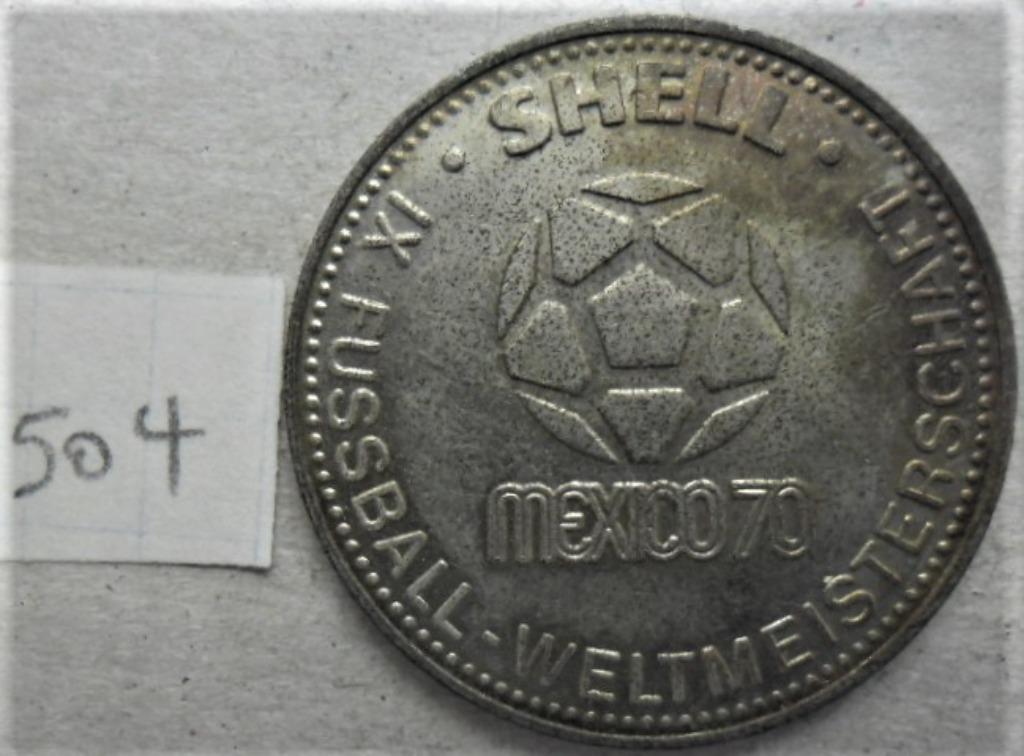 504
· SHELL ·
IX FUSSBALL-WELTMEISTERSCHAFT
MEXICO 70